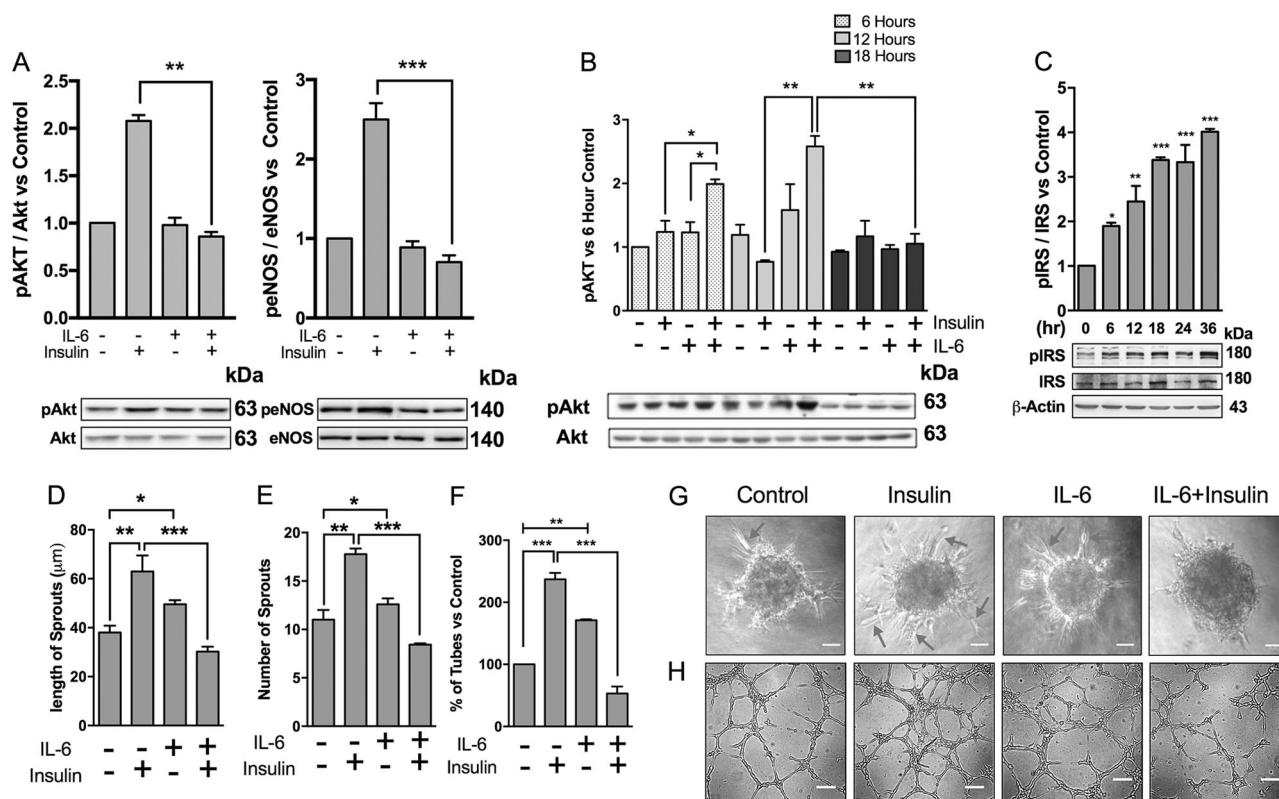 6 Hours
12 Hours
18 Hours
A
**
2.5
2.0
1.5
1.0
0.5
0.0
pAKT / Akt vs Control
IL-6 - - + +
Insulin - + - +
kDa
pAkt 63
Akt 63
***
3
2
1
0
peNOS / eNOS vs Control
- - + +
- + - +
kDa
peNOS 140
eNOS 140
B
** **
*
*
3
2
1
0
pAKT vs 6 Hour Control
- + - + - + - + - + - + Insulin
- - + + - - + + - - + + IL-6
kDa
pAkt 63
Akt 63
C
5
4
3
2
1
0
pIRS / IRS vs Control
* ** *** *** ***
0 6 12 18 24 36
(hr) kDa
pIRS 180
IRS 180
β-Actin 43
D
*
** ***
80
60
40
20
0
length of Sprouts (μm)
IL-6 - - + +
Insulin - + - +
E
*
** ***
20
15
10
5
0
Number of Sprouts
IL-6 - - + +
Insulin - + - +
F
**
*** ***
300
200
100
0
% of Tubes vs Control
IL-6 - - + +
Insulin - + - +
G
Control Insulin IL-6 IL-6+Insulin
H